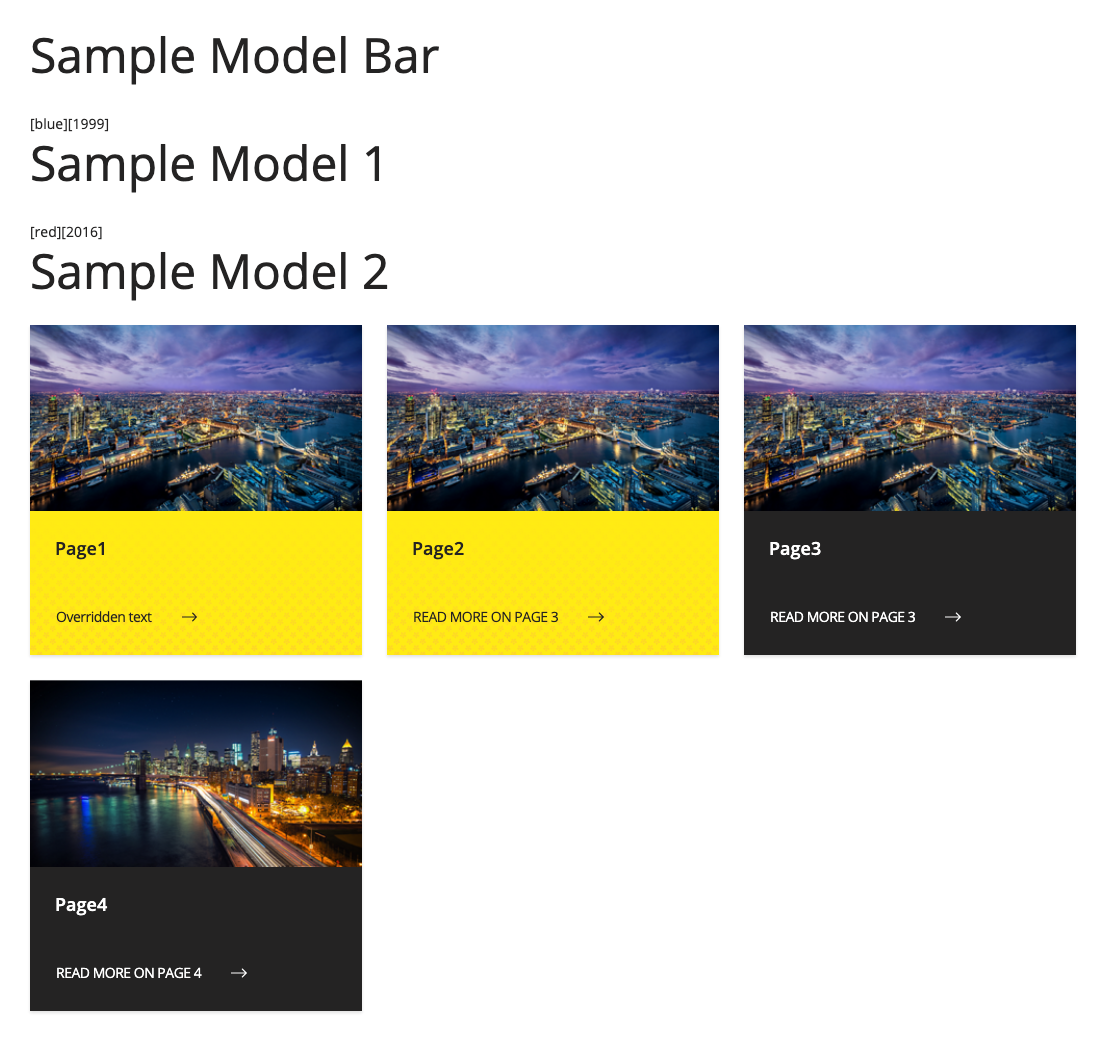 Sample Model Bar
[blue][1999]
Sample Model 1
[red][2016]
Sample Model 2
Page1
Overridden text
Page2
READ MORE ON PAGE 3
Page3
READ MORE ON PAGE 3
Page4
READ MORE ON PAGE 4